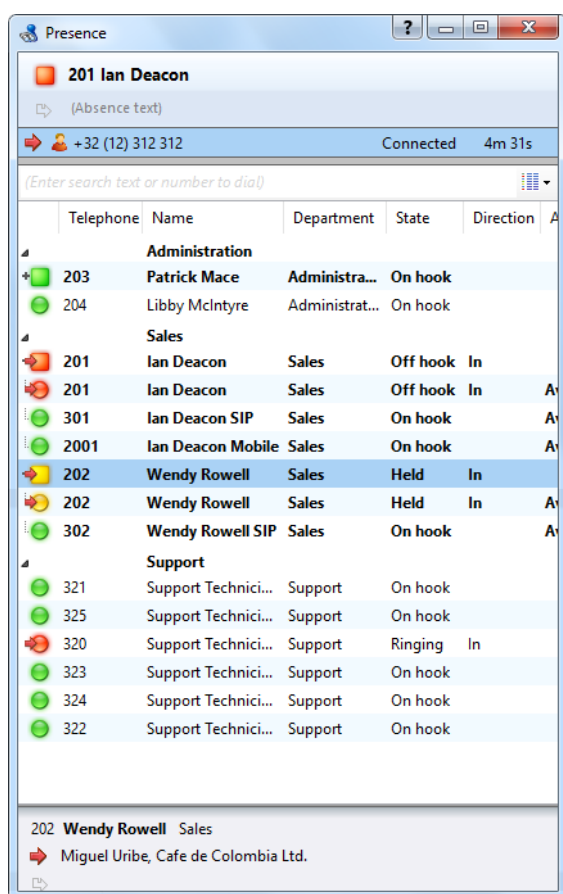 Presence
?
201 Ian Deacon
(Absence text)
+32 (12) 312 312 Connected 4m 31s
(Enter search text or number to dial)
Telephone Name Department State Direction A
Administration
203 Patrick Mace Administra... On hook
204 Libby McIntyre Administrat... On hook
Sales
201 Ian Deacon Sales Off hook In
201 Ian Deacon Sales Off hook In Av
301 Ian Deacon SIP Sales On hook Av
2001 Ian Deacon Mobile Sales On hook Av
202 Wendy Rowell Sales Held In
202 Wendy Rowell Sales Held In Av
302 Wendy Rowell SIP Sales On hook Av
Support
321 Support Technici... Support On hook
325 Support Technici... Support On hook
320 Support Technici... Support Ringing In
323 Support Technici... Support On hook
324 Support Technici... Support On hook
322 Support Technici... Support On hook
202 Wendy Rowell Sales
Miguel Uribe, Cafe de Colombia Ltd.